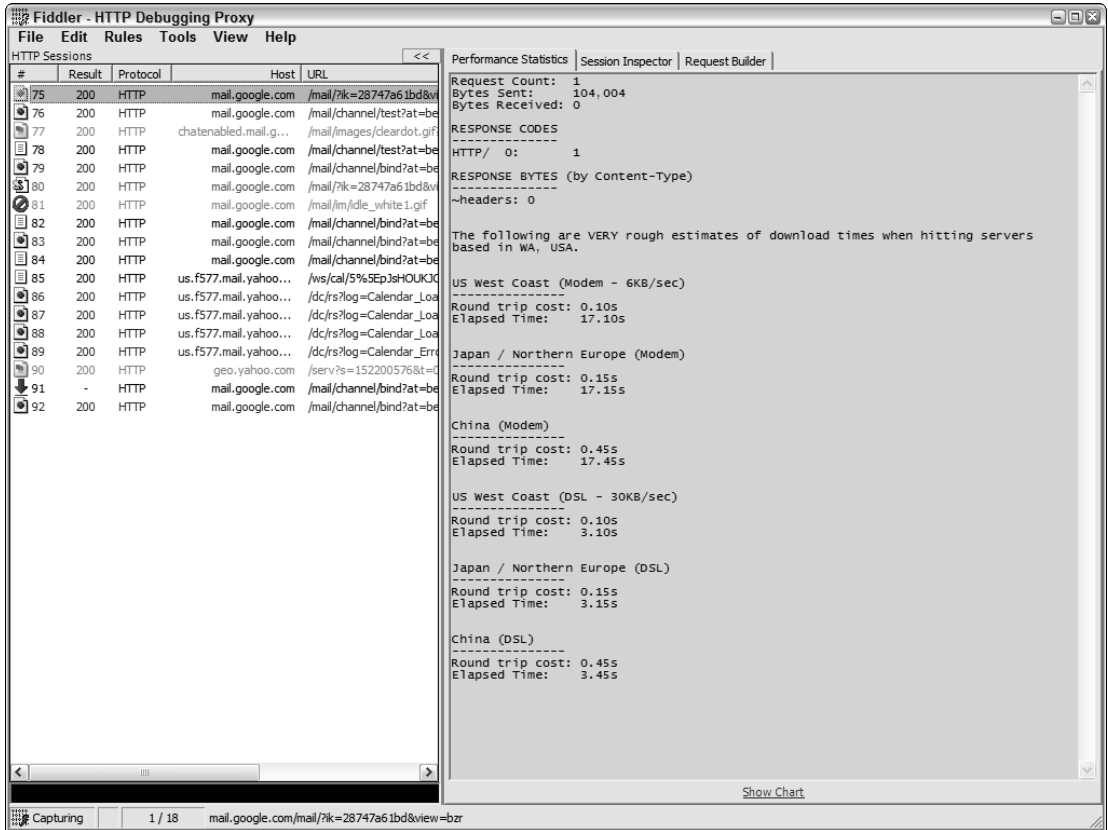 Fiddler - HTTP Debugging Proxy
File Edit Rules Tools View Help
HTTP Sessions <<
# Result Protocol Host URL
75 200 HTTP mail.google.com /mail/?ik=28747a61bd&vi
76 200 HTTP mail.google.com /mail/channel/test?at=be
77 200 HTTP chatenabled.mail.g... /mail/images/cleardot.gif?
78 200 HTTP mail.google.com /mail/channel/test?at=be
79 200 HTTP mail.google.com /mail/channel/bind?at=be
80 200 HTTP mail.google.com /mail/?ik=28747a61bd&vi
81 200 HTTP mail.google.com /mail/im/idle_white1.gif
82 200 HTTP mail.google.com /mail/channel/bind?at=be
83 200 HTTP mail.google.com /mail/channel/bind?at=be
84 200 HTTP mail.google.com /mail/channel/bind?at=be
85 200 HTTP us.f577.mail.yahoo... /ws/cal/5%5EpJsHOUKJO
86 200 HTTP us.f577.mail.yahoo... /dc/rs?log=Calendar_Loa
87 200 HTTP us.f577.mail.yahoo... /dc/rs?log=Calendar_Loa
88 200 HTTP us.f577.mail.yahoo... /dc/rs?log=Calendar_Loa
89 200 HTTP us.f577.mail.yahoo... /dc/rs?log=Calendar_Erro
90 200 HTTP geo.yahoo.com /serv?s=152200576&t=0
91 - HTTP mail.google.com /mail/channel/bind?at=be
92 200 HTTP mail.google.com /mail/channel/bind?at=be
Performance Statistics Session Inspector Request Builder
Request Count: 1
Bytes Sent: 104,004
Bytes Received: 0
RESPONSE CODES
--------------
HTTP/ 0: 1
RESPONSE BYTES (by Content-Type)
--------------
~headers: 0
The following are VERY rough estimates of download times when hitting servers
based in WA, USA.
US West Coast (Modem - 6KB/sec)
---------------
Round trip cost: 0.10s
Elapsed Time: 17.10s
Japan / Northern Europe (Modem)
---------------
Round trip cost: 0.15s
Elapsed Time: 17.15s
China (Modem)
---------------
Round trip cost: 0.45s
Elapsed Time: 17.45s
US West Coast (DSL - 30KB/sec)
---------------
Round trip cost: 0.10s
Elapsed Time: 3.10s
Japan / Northern Europe (DSL)
---------------
Round trip cost: 0.15s
Elapsed Time: 3.15s
China (DSL)
---------------
Round trip cost: 0.45s
Elapsed Time: 3.45s
Show Chart
Capturing 1 / 18 mail.google.com/mail/?ik=28747a61bd&view=bzr